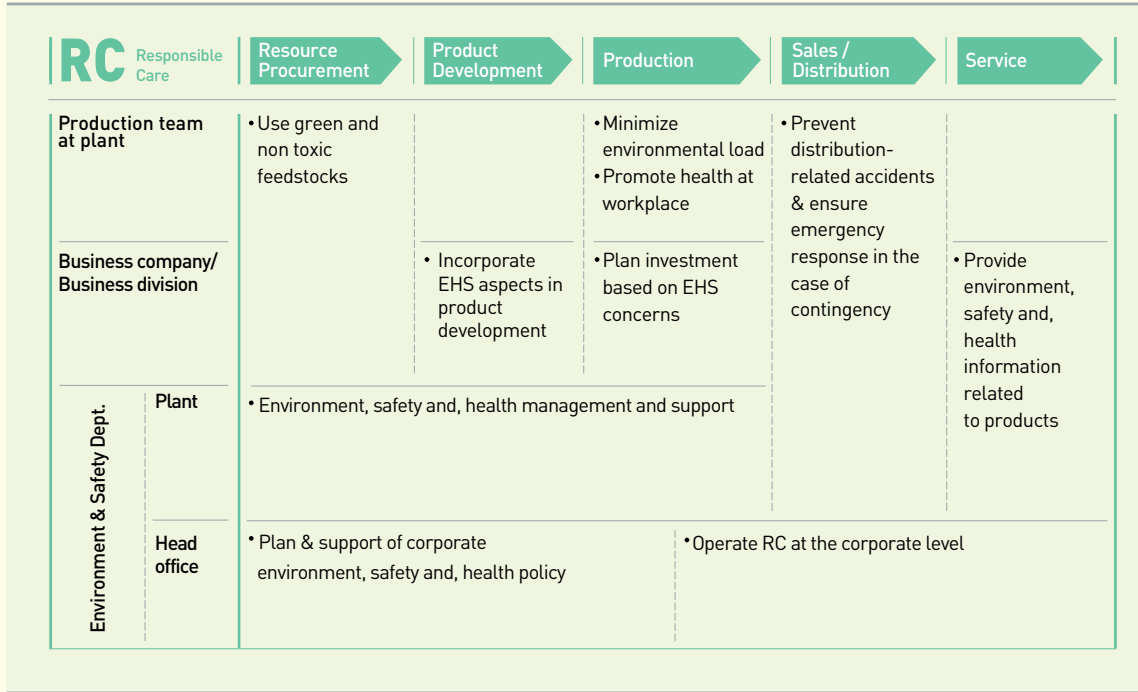 RC Responsible
Care
Resource
Procurement
Product
Development
Production
Sales /
Distribution
Service
Production team
at plant
• Use green and
non toxic
feedstocks
• Minimize
environmental load
• Promote health at
workplace
• Prevent
distribution-
related accidents
& ensure
emergency
response in the
case of
contingency
Business company/
Business division
• Incorporate
EHS aspects in
product
development
• Plan investment
based on EHS
concerns
• Provide
environment,
safety and,
health
information
related
to products
Environment & Safety Dept.
Plant
• Environment, safety and, health management and support
Head
office
• Plan & support of corporate
environment, safety and, health policy
• Operate RC at the corporate level